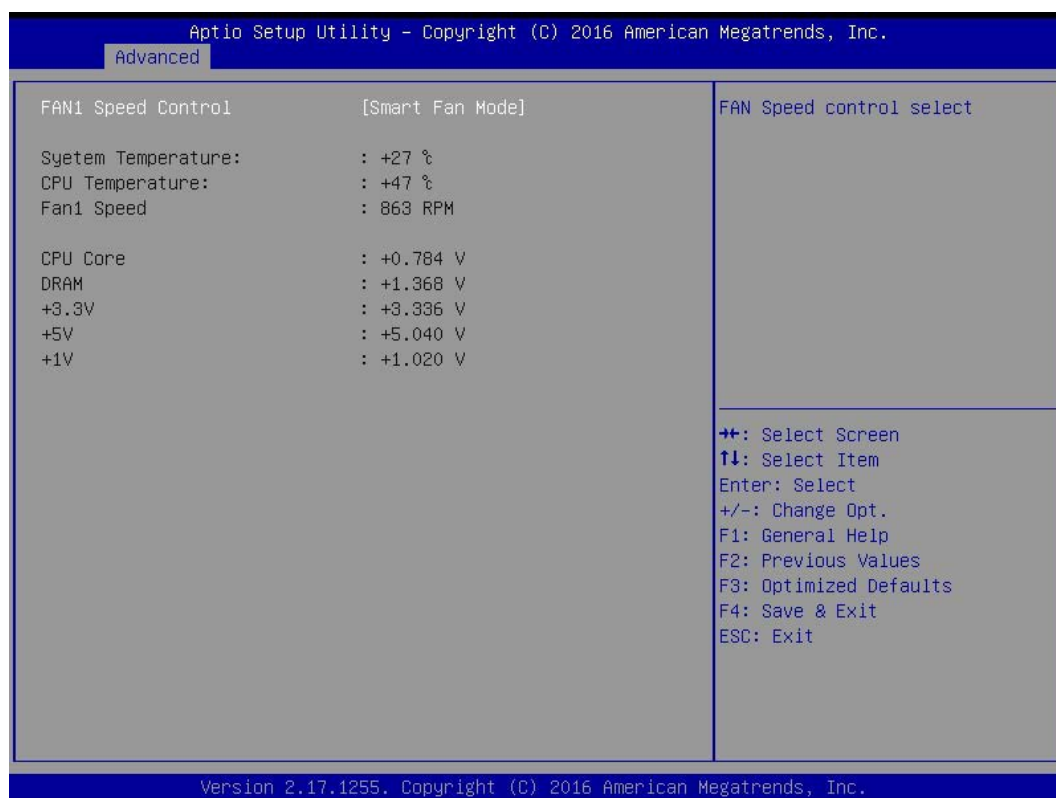 Aptio Setup Utility – Copyright (C) 2016 American Megatrends, Inc.
Advanced
FAN1 Speed Control [Smart Fan Mode]
Syetem Temperature: : +27 ℃
CPU Temperature: : +47 ℃
Fan1 Speed : 863 RPM
CPU Core : +0.784 V
DRAM : +1.368 V
+3.3V : +3.336 V
+5V : +5.040 V
+1V : +1.020 V
FAN Speed control select
→←: Select Screen
↑↓: Select Item
Enter: Select
+/-: Change Opt.
F1: General Help
F2: Previous Values
F3: Optimized Defaults
F4: Save & Exit
ESC: Exit
Version 2.17.1255. Copyright (C) 2016 American Megatrends, Inc.